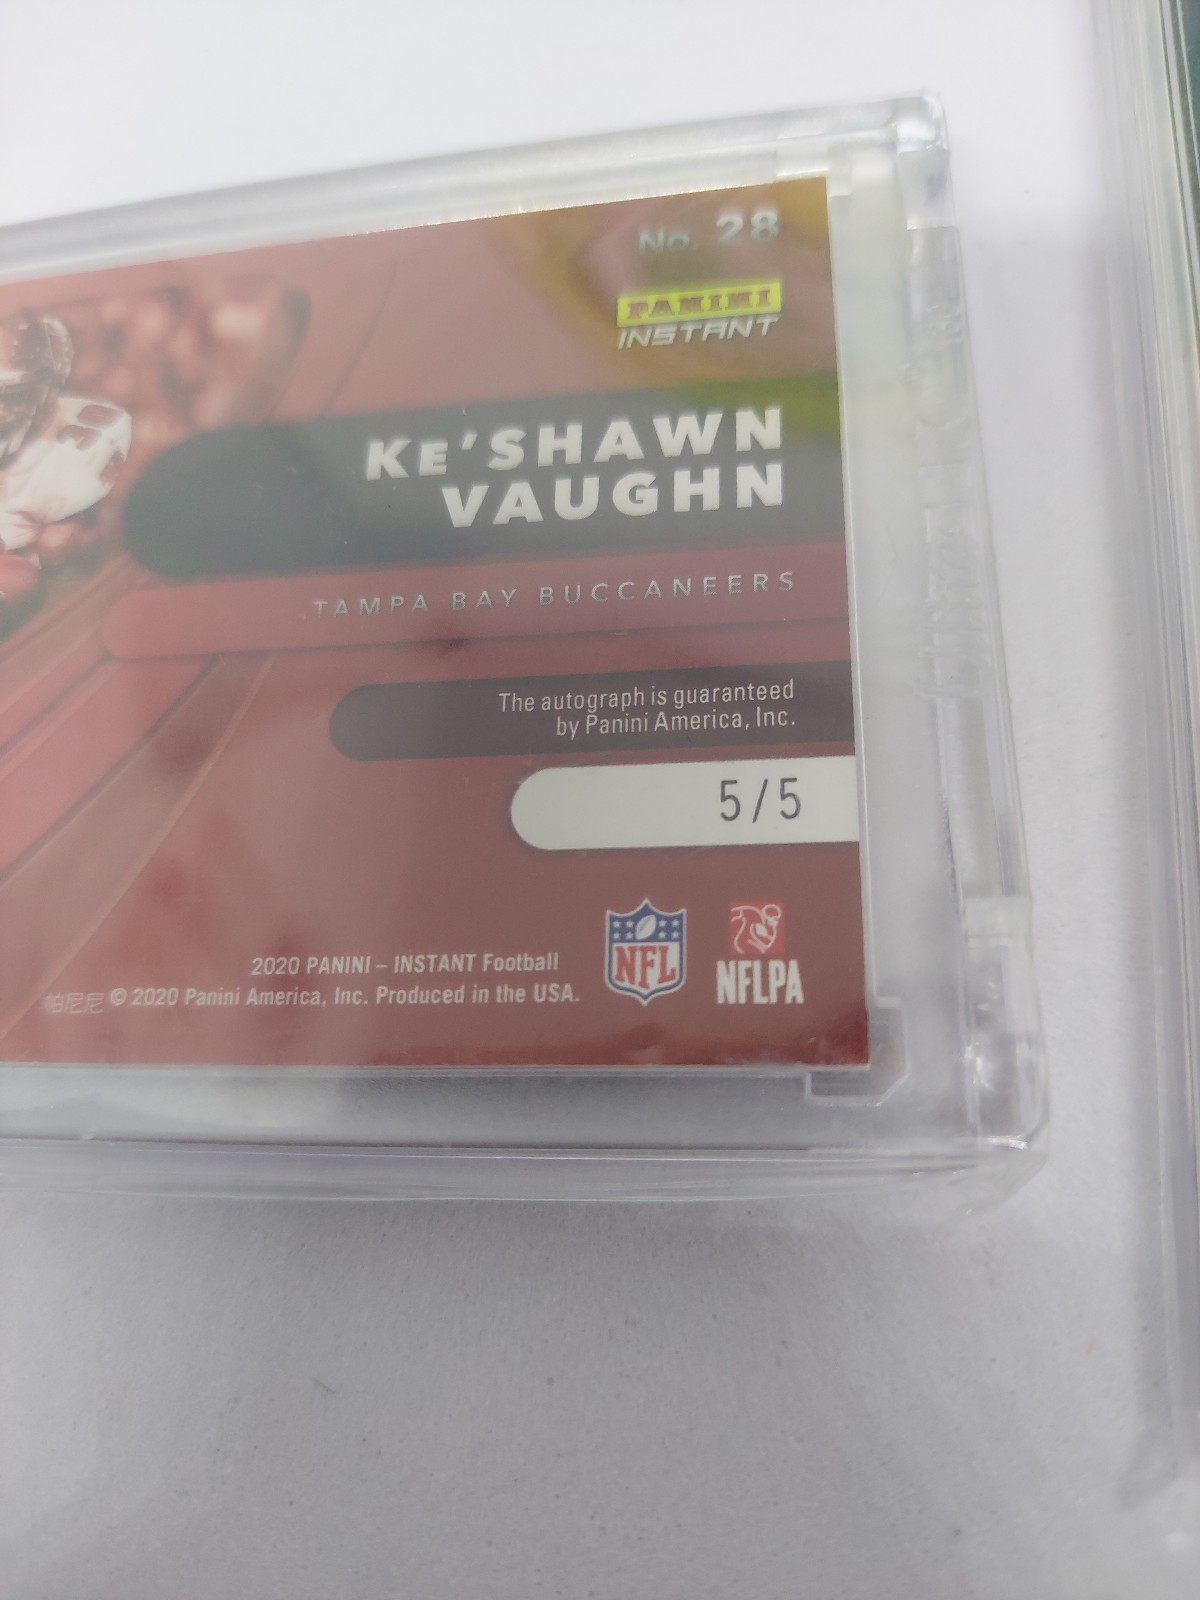 No. 28
PANINI
INSTANT
KE'SHAWN
VAUGHN
TAMPA BAY BUCCANEERS
The autograph is guaranteed
by Panini America, Inc.
5/5
NFL
NFLPA
2020 PANINI – INSTANT Football
帕尼尼 © 2020 Panini America, Inc. Produced in the USA.